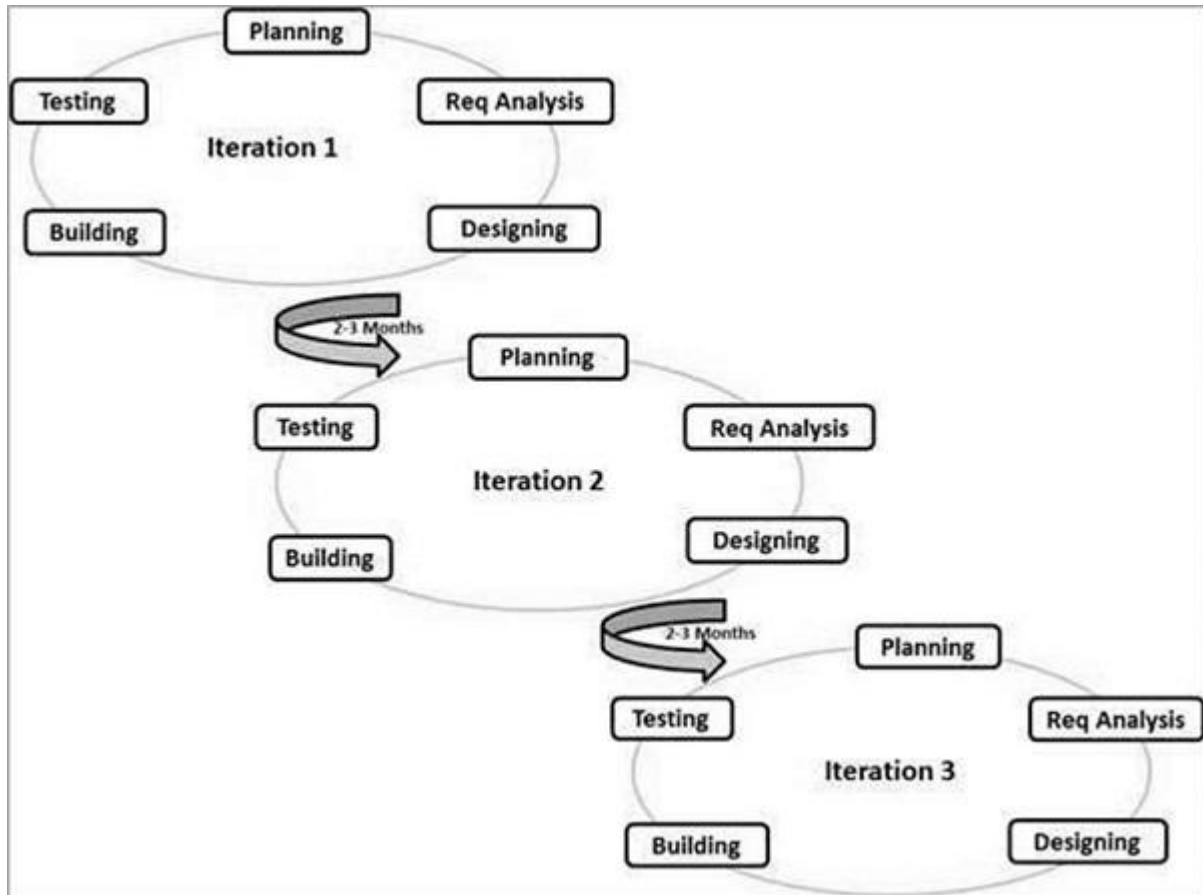 Planning
Testing
Req Analysis
Iteration 1
Building
Designing
2-3 Months
Planning
Testing
Req Analysis
Iteration 2
Building
Designing
2-3 Months
Planning
Testing
Req Analysis
Iteration 3
Building
Designing